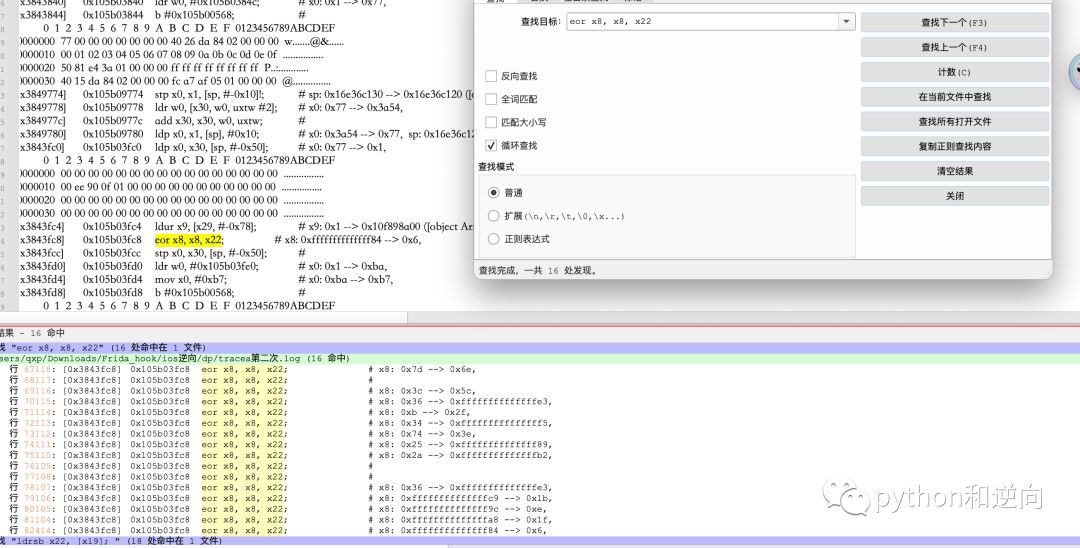 3843840] 0x105b03840 ldr w0, #0x105b0384c; # x0: 0x1 --> 0x77,
x3843844] 0x105b03844 b #0x105b00568; #
0 1 2 3 4 5 6 7 8 9 A B C D E F 0123456789ABCDEF
0000000 77 00 00 00 00 00 00 00 40 26 da 84 02 00 00 00 w.......@&......
0000010 00 01 02 03 04 05 06 07 08 09 0a 0b 0c 0d 0e 0f ................
0000020 50 81 e4 3a 01 00 00 00 ff ff ff ff ff ff ff ff P..:............
0000030 40 15 da 84 02 00 00 00 fc a7 af 05 01 00 00 00 @...............
x3849774] 0x105b09774 stp x0, x1, [sp, #-0x10]!; # sp: 0x16e36c130 --> 0x16e36c120 ([o
x3849778] 0x105b09778 ldr w0, [x30, w0, uxtw #2]; # x0: 0x77 --> 0x3a54,
x384977c] 0x105b0977c add x30, x30, w0, uxtw; #
x3849780] 0x105b09780 ldp x0, x1, [sp], #0x10; # x0: 0x3a54 --> 0x77, sp: 0x16e36c12
x3843fc0] 0x105b03fc0 ldp x0, x30, [sp, #-0x50]; # x0: 0x77 --> 0x1,
0 1 2 3 4 5 6 7 8 9 A B C D E F 0123456789ABCDEF
0000000 00 00 00 00 00 00 00 00 00 00 00 00 00 00 00 00 ................
0000010 00 ee 90 0f 01 00 00 00 00 00 00 00 00 00 00 00 ................
0000020 00 00 00 00 00 00 00 00 00 00 00 00 00 00 00 00 ................
0000030 00 00 00 00 00 00 00 00 00 00 00 00 00 00 00 00 ................
x3843fc4] 0x105b03fc4 ldur x9, [x29, #-0x78]; # x9: 0x1 --> 0x10f898a00 ([object Ar
x3843fc8] 0x105b03fc8 eor x8, x8, x22; # x8: 0xffffffffffffff84 --> 0x6,
x3843fcc] 0x105b03fcc stp x0, x30, [sp, #-0x50]; #
x3843fd0] 0x105b03fd0 ldr w0, #0x105b03fe0; # x0: 0x1 --> 0xba,
x3843fd4] 0x105b03fd4 mov x0, #0xb7; # x0: 0xba --> 0xb7,
x3843fd8] 0x105b03fd8 b #0x105b00568; #
0 1 2 3 4 5 6 7 8 9 A B C D E F 0123456789ABCDEF
查找目标: eor x8, x8, x22
反向查找
全词匹配
匹配大小写
循环查找
查找模式
普通
扩展(\n,\r,\t,\0,\x...)
正则表达式
查找完成，一共 16 处发现。
查找下一个(F3)
查找上一个(F4)
计数(C)
在当前文件中查找
查找所有打开文件
复制正则查找内容
清空结果
关闭
结果 - 16 命中
找 "eor x8, x8, x22" (16 处命中在 1 文件)
sers/qxp/Downloads/Frida_hook/ios逆向/dp/tracea第二次.log (16 命中)
行 67118: [0x3843fc8] 0x105b03fc8 eor x8, x8, x22; # x8: 0x7d --> 0x6e,
行 68117: [0x3843fc8] 0x105b03fc8 eor x8, x8, x22; #
行 69116: [0x3843fc8] 0x105b03fc8 eor x8, x8, x22; # x8: 0x3c --> 0x5c,
行 70115: [0x3843fc8] 0x105b03fc8 eor x8, x8, x22; # x8: 0x36 --> 0xffffffffffffffe3,
行 71114: [0x3843fc8] 0x105b03fc8 eor x8, x8, x22; # x8: 0xb --> 0x2f,
行 72113: [0x3843fc8] 0x105b03fc8 eor x8, x8, x22; # x8: 0x34 --> 0xfffffffffffffff5,
行 73112: [0x3843fc8] 0x105b03fc8 eor x8, x8, x22; # x8: 0x74 --> 0x3e,
行 74111: [0x3843fc8] 0x105b03fc8 eor x8, x8, x22; # x8: 0x25 --> 0xffffffffffffff89,
行 75110: [0x3843fc8] 0x105b03fc8 eor x8, x8, x22; # x8: 0x2a --> 0xffffffffffffffb2,
行 76109: [0x3843fc8] 0x105b03fc8 eor x8, x8, x22; #
行 77108: [0x3843fc8] 0x105b03fc8 eor x8, x8, x22; #
行 78107: [0x3843fc8] 0x105b03fc8 eor x8, x8, x22; # x8: 0x36 --> 0xffffffffffffffe3,
行 79106: [0x3843fc8] 0x105b03fc8 eor x8, x8, x22; # x8: 0xffffffffffffffc9 --> 0x1b,
行 80105: [0x3843fc8] 0x105b03fc8 eor x8, x8, x22; # x8: 0xffffffffffffff9c --> 0xe,
行 81104: [0x3843fc8] 0x105b03fc8 eor x8, x8, x22; # x8: 0xffffffffffffffa8 --> 0x1f,
行 82414: [0x3843fc8] 0x105b03fc8 eor x8, x8, x22; # x8: 0xffffffffffffff84 --> 0x6,
找 "ldrsb x22, [x19]; " (18 处命中在 1 文件)
python和逆向